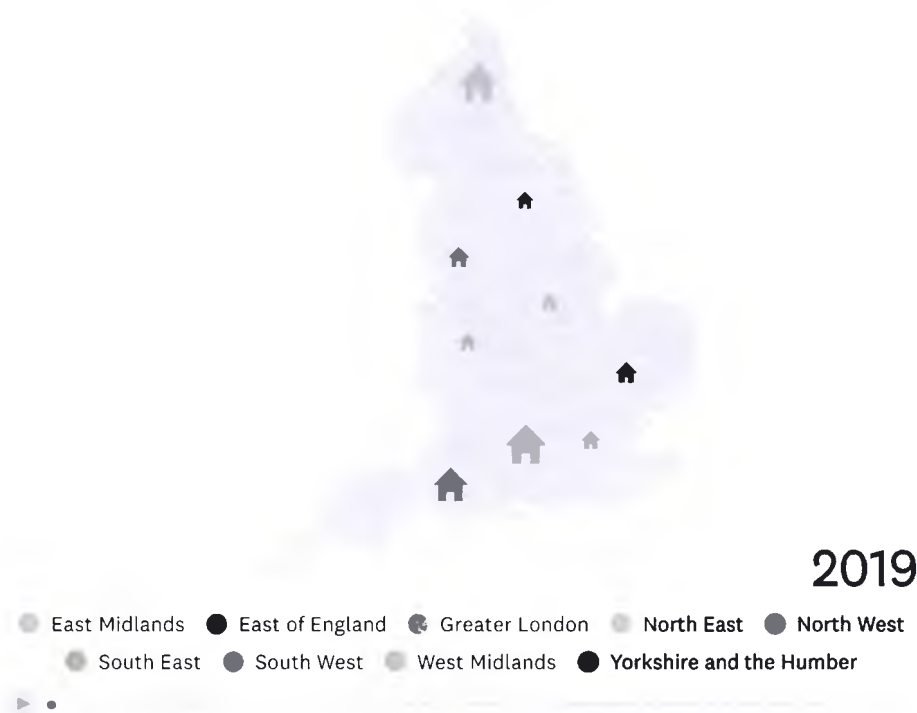 2019
East Midlands East of England Greater London North East North West
South East South West West Midlands Yorkshire and the Humber